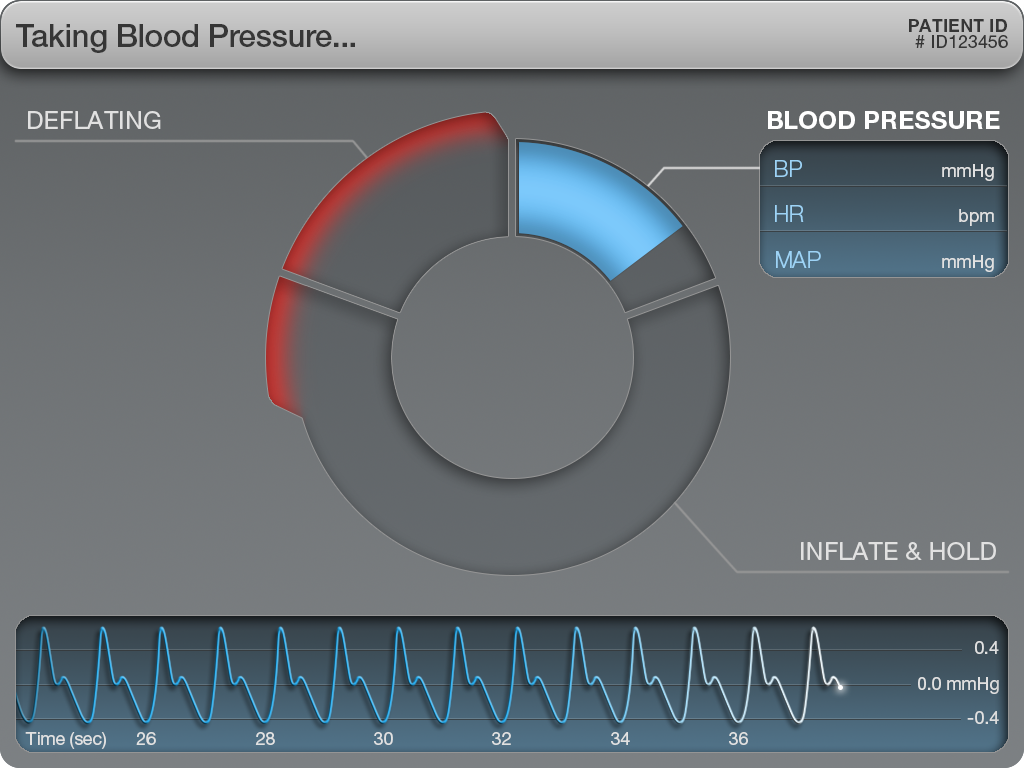 Taking Blood Pressure...
PATIENT ID
# ID123456
DEFLATING
BLOOD PRESSURE
BP mmHg
HR bpm
MAP mmHg
INFLATE & HOLD
0.4
0.0 mmHg
-0.4
Time (sec) 26 28 30 32 34 36